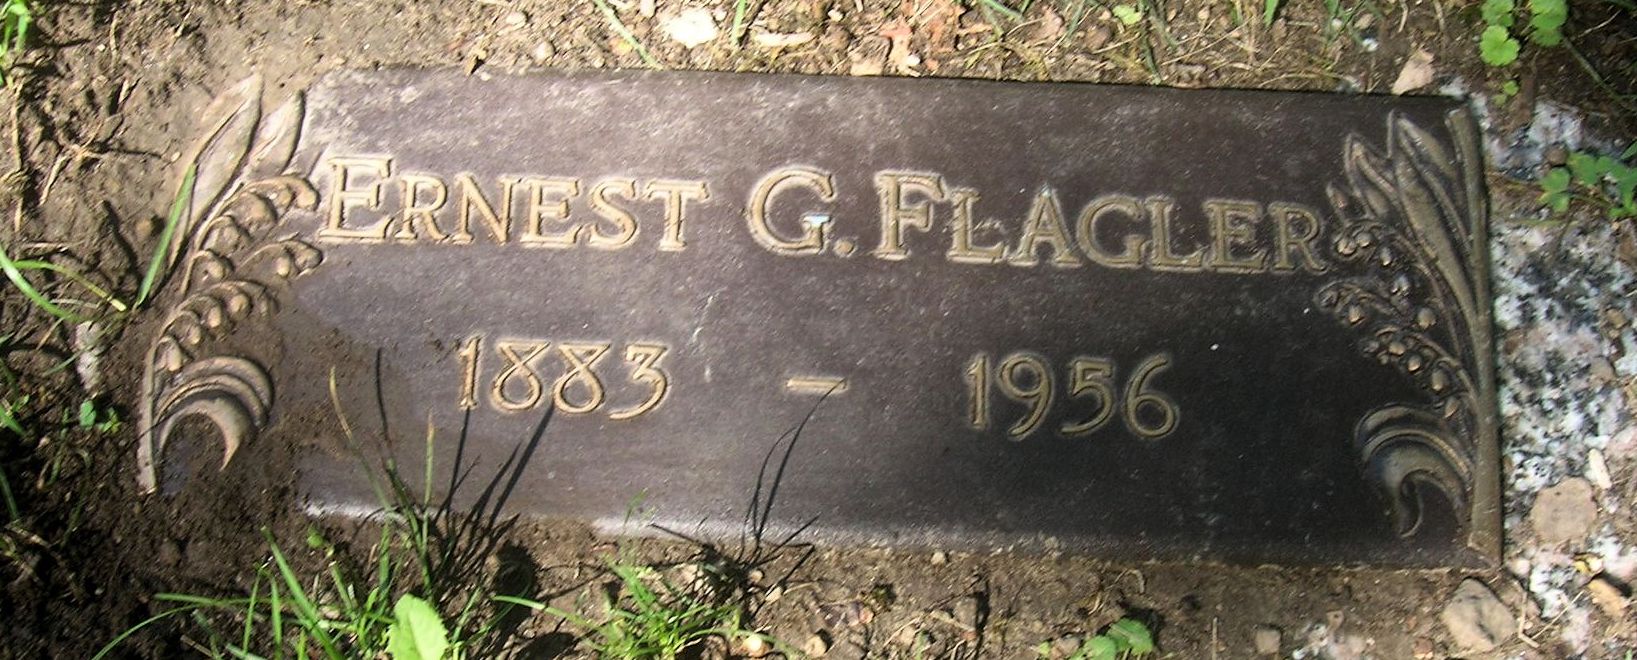 ERNEST G. FLAGLER
1883 – 1956